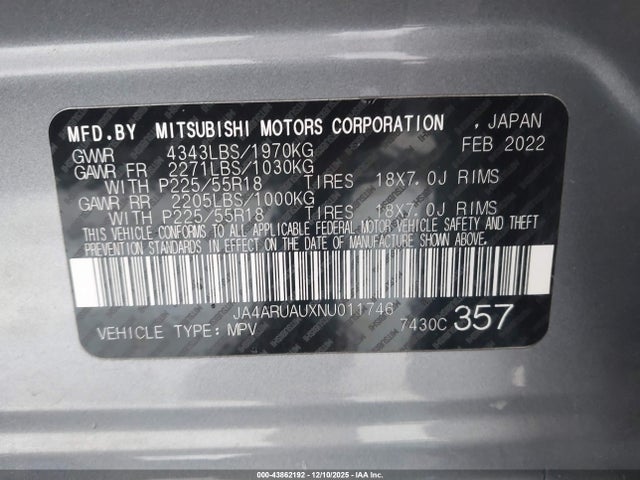 MFD.BY MITSUBISHI MOTORS CORPORATION , JAPAN
GVWR 4343LBS/1970KG FEB 2022
GAWR FR 2271LBS/1030KG
WITH P225/55R18 TIRES 18X7.0J RIMS
GAWR RR 2205LBS/1000KG
WITH P225/55R18 TIRES 18X7.0J RIMS
THIS VEHICLE CONFORMS TO ALL APPLICABLE FEDERAL MOTOR VEHICLE SAFETY AND THEFT
PREVENTION STANDARDS IN EFFECT ON THE DATE OF MANUFACTURE SHOWN ABOVE.
JA4ARUAUXNU011746
VEHICLE TYPE: MPV 7430C 357
000-43862192 - 12/10/2025 - IAAI.CA